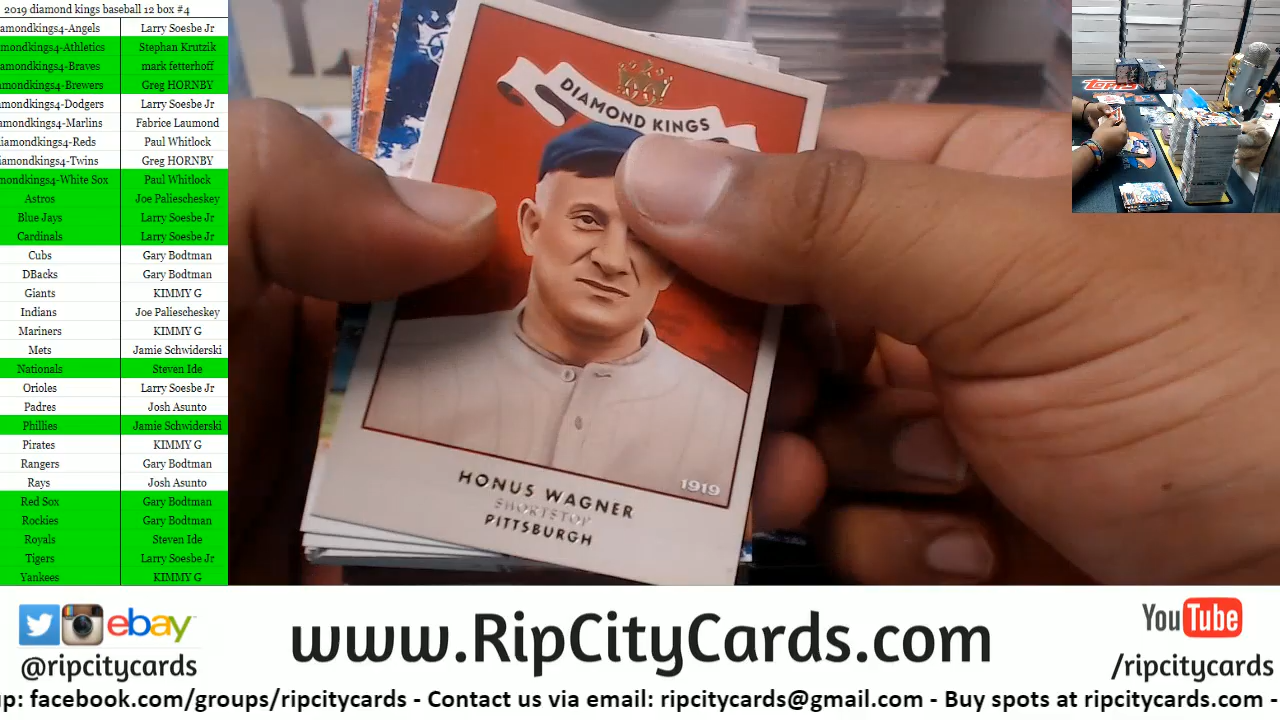 2019 diamond kings baseball 12 box #4
amondkings4-Angels Larry Soesbe Jr
mondkings4-Athletics Stephan Krutzik
amondkings4-Braves mark fetterhoff
mondkings4-Brewers Greg HORNBY
mondkings4-Dodgers Larry Soesbe Jr
mondkings4-Marlins Fabrice Laumond
iamondkings4-Reds Paul Whitlock
iamondkings4-Twins Greg HORNBY
mondkings4-White Sox Paul Whitlock
Astros Joe Paliescheskey
Blue Jays Larry Soesbe Jr
Cardinals Larry Soesbe Jr
Cubs Gary Bodtman
DBacks Gary Bodtman
Giants KIMMY G
Indians Joe Paliescheskey
Mariners KIMMY G
Mets Jamie Schwiderski
Nationals Steven Ide
Orioles Larry Soesbe Jr
Padres Josh Asunto
Phillies Jamie Schwiderski
Pirates KIMMY G
Rangers Gary Bodtman
Rays Josh Asunto
Red Sox Gary Bodtman
Rockies Gary Bodtman
Royals Steven Ide
Tigers Larry Soesbe Jr
Yankees KIMMY G
DIAMOND KINGS
1919
HONUS WAGNER
SHORTSTOP
PITTSBURGH
TOPPS
ebay
@ripcitycards
www.RipCityCards.com
YouTube
/ripcitycards
up: facebook.com/groups/ripcitycards - Contact us via email: ripcitycards@gmail.com - Buy spots at ripcitycards.com -